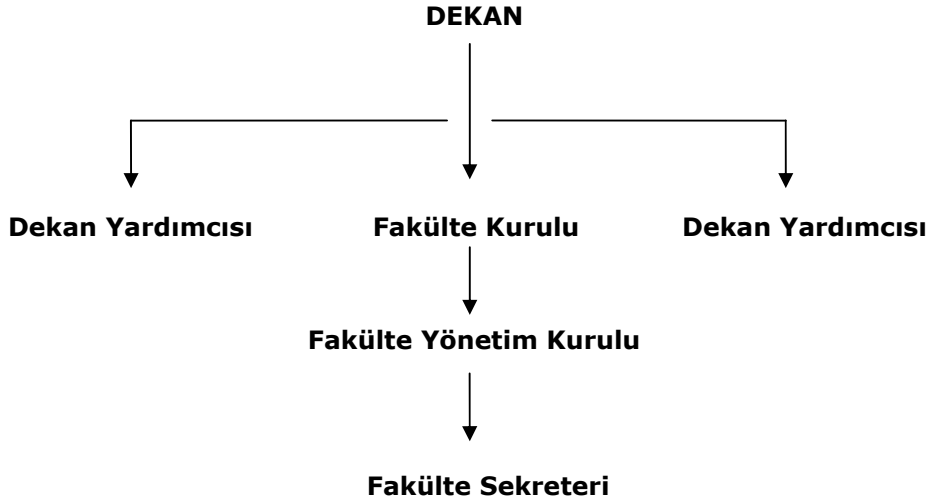 DEKAN
Dekan Yardımcısı
Fakülte Kurulu
Dekan Yardımcısı
Fakülte Yönetim Kurulu
Fakülte Sekreteri